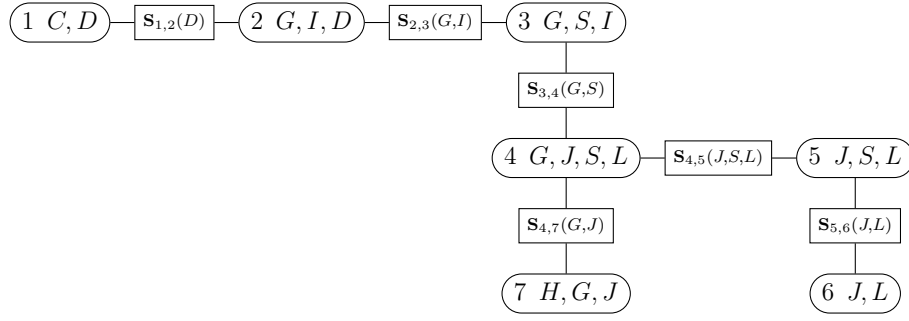 1 C, D S1,2(D) 2 G, I, D S2,3(G,I) 3 G, S, I
S3,4(G,S)
4 G, J, S, L S4,5(J,S,L) 5 J, S, L
S4,7(G,J) S5,6(J,L)
7 H, G, J 6 J, L